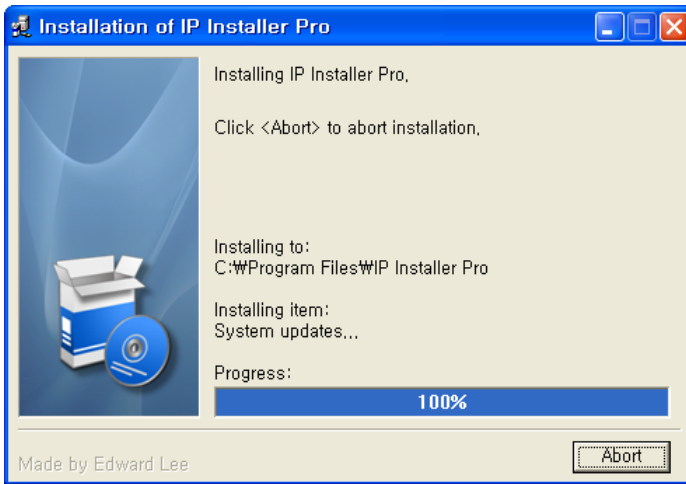 Installation of IP Installer Pro
Installing IP Installer Pro,
Click <Abort> to abort installation,
Installing to:
C:₩Program Files₩IP Installer Pro
Installing item:
System updates,,,
Progress:
100%
Made by Edward Lee
Abort